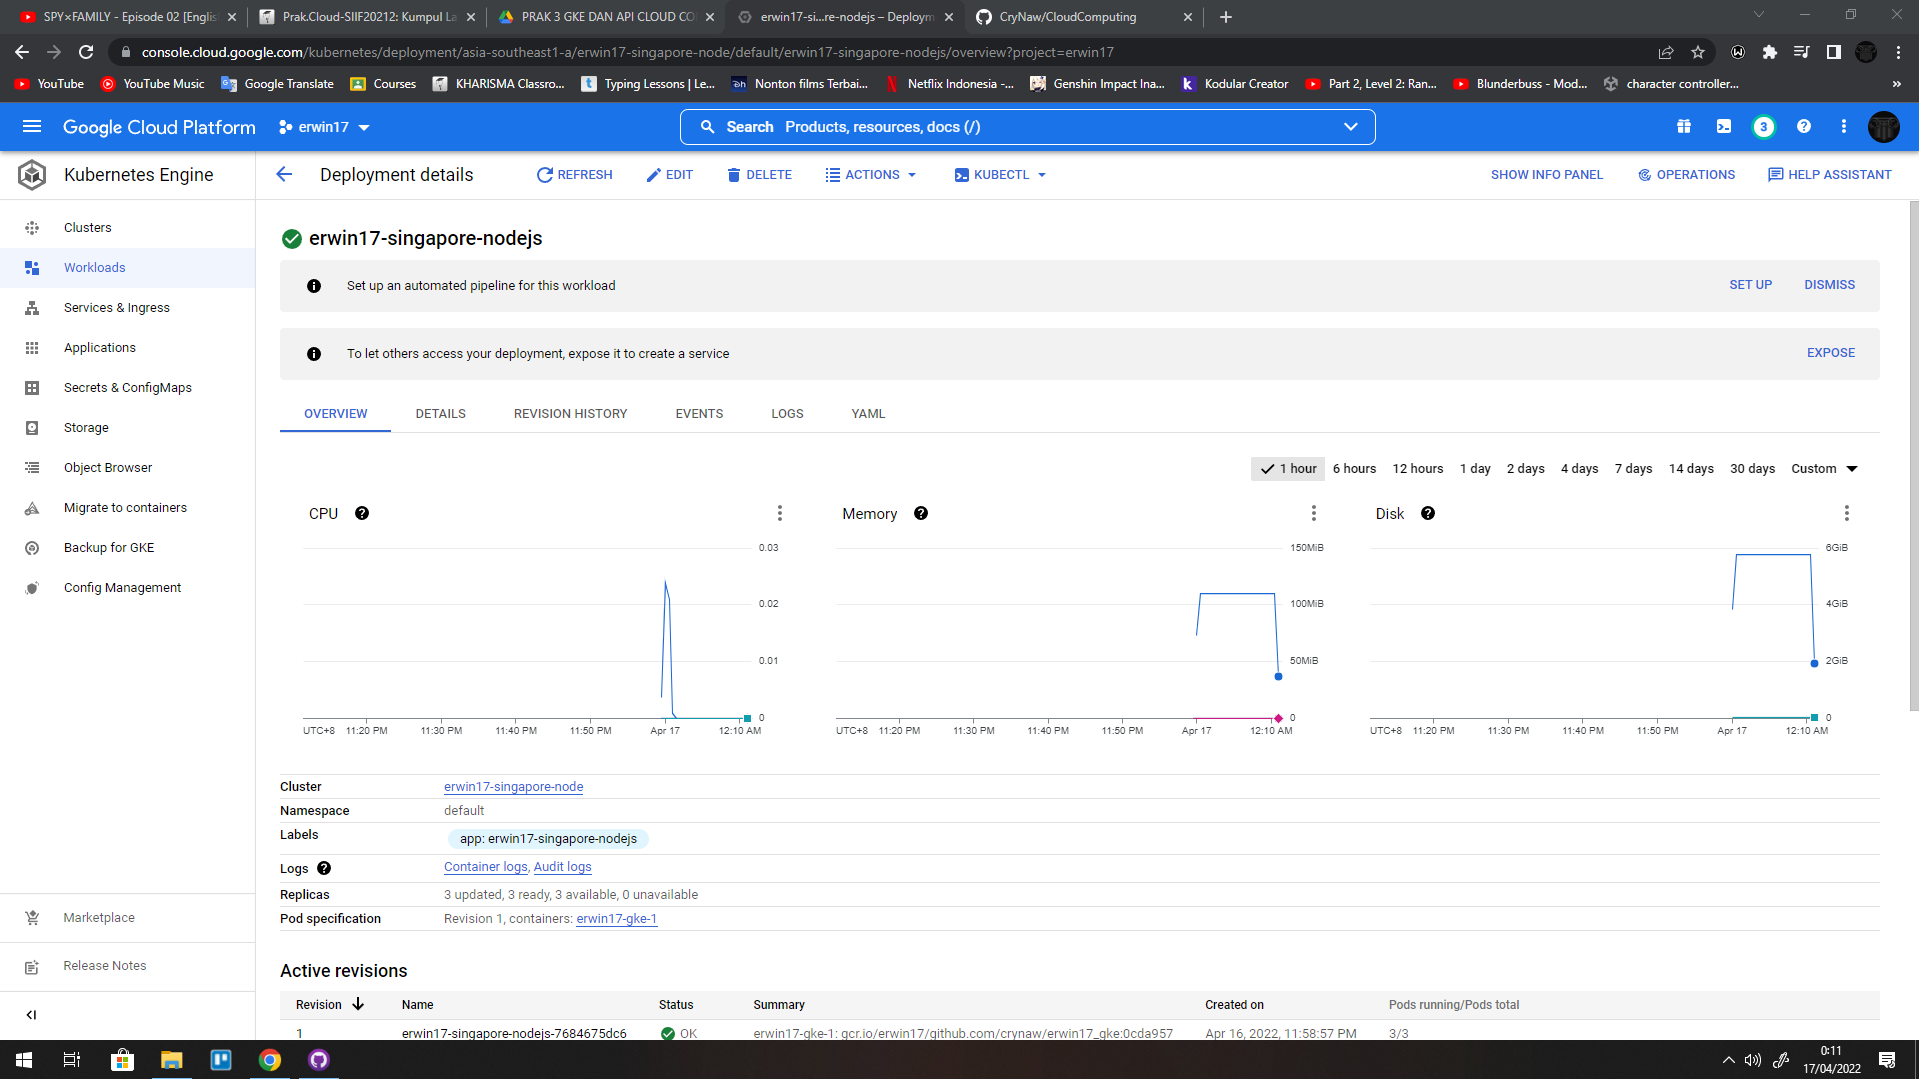 SPY×FAMILY - Episode 02 [Englis
Prak.Cloud-SIIF20212: Kumpul La
PRAK 3 GKE DAN API CLOUD CO
erwin17-si...re-nodejs – Deploym
CryNaw/CloudComputing
console.cloud.google.com/kubernetes/deployment/asia-southeast1-a/erwin17-singapore-node/default/erwin17-singapore-nodejs/overview?project=erwin17
YouTube
YouTube Music
Google Translate
Courses
KHARISMA Classro...
Typing Lessons | Le...
Nonton films Terbai...
Netflix Indonesia -...
Genshin Impact Ina...
Kodular Creator
Part 2, Level 2: Ran...
Blunderbuss - Mod...
character controller...
»
Google Cloud Platform
erwin17
Search Products, resources, docs (/)
3
Kubernetes Engine
Deployment details
REFRESH
EDIT
DELETE
ACTIONS
KUBECTL
SHOW INFO PANEL
OPERATIONS
HELP ASSISTANT
Clusters
Workloads
Services & Ingress
Applications
Secrets & ConfigMaps
Storage
Object Browser
Migrate to containers
Backup for GKE
Config Management
Marketplace
Release Notes
erwin17-singapore-nodejs
Set up an automated pipeline for this workload
SET UP
DISMISS
To let others access your deployment, expose it to create a service
EXPOSE
OVERVIEW
DETAILS
REVISION HISTORY
EVENTS
LOGS
YAML
1 hour
6 hours
12 hours
1 day
2 days
4 days
7 days
14 days
30 days
Custom
CPU
0.03
0.02
0.01
0
UTC+8 11:20 PM 11:30 PM 11:40 PM 11:50 PM Apr 17 12:10 AM
Memory
150MiB
100MiB
50MiB
0
UTC+8 11:20 PM 11:30 PM 11:40 PM 11:50 PM Apr 17 12:10 AM
Disk
6GiB
4GiB
2GiB
0
UTC+8 11:20 PM 11:30 PM 11:40 PM 11:50 PM Apr 17 12:10 AM
Cluster erwin17-singapore-node
Namespace default
Labels app: erwin17-singapore-nodejs
Logs Container logs, Audit logs
Replicas 3 updated, 3 ready, 3 available, 0 unavailable
Pod specification Revision 1, containers: erwin17-gke-1
Active revisions
Revision Name Status Summary Created on Pods running/Pods total
1 erwin17-singapore-nodejs-7684675dc6 OK erwin17-gke-1: gcr.io/erwin17/github.com/crynaw/erwin17_gke:0cda957 Apr 16, 2022, 11:58:57 PM 3/3
0:11
17/04/2022